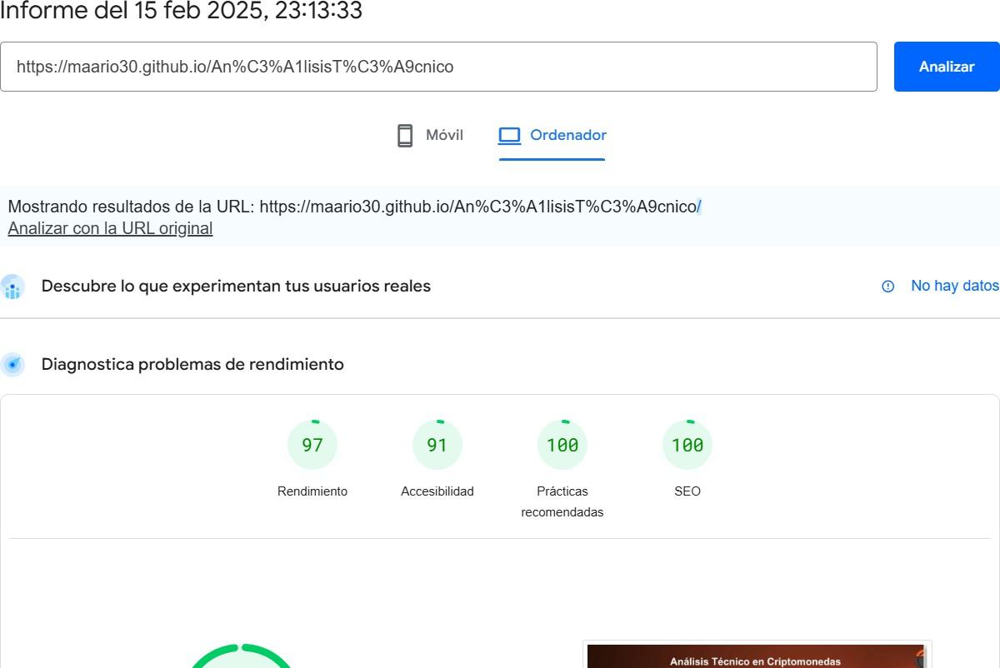 Informe del 15 feb 2025, 23:13:33
https://maario30.github.io/An%C3%A1lisisT%C3%A9cnico
Analizar
Móvil
Ordenador
Mostrando resultados de la URL: https://maario30.github.io/An%C3%A1lisisT%C3%A9cnico/
Analizar con la URL original
Descubre lo que experimentan tus usuarios reales
No hay datos
Diagnostica problemas de rendimiento
97
91
100
100
Rendimiento
Accesibilidad
Prácticas
recomendadas
SEO
Análisis Técnico en Criptomonedas